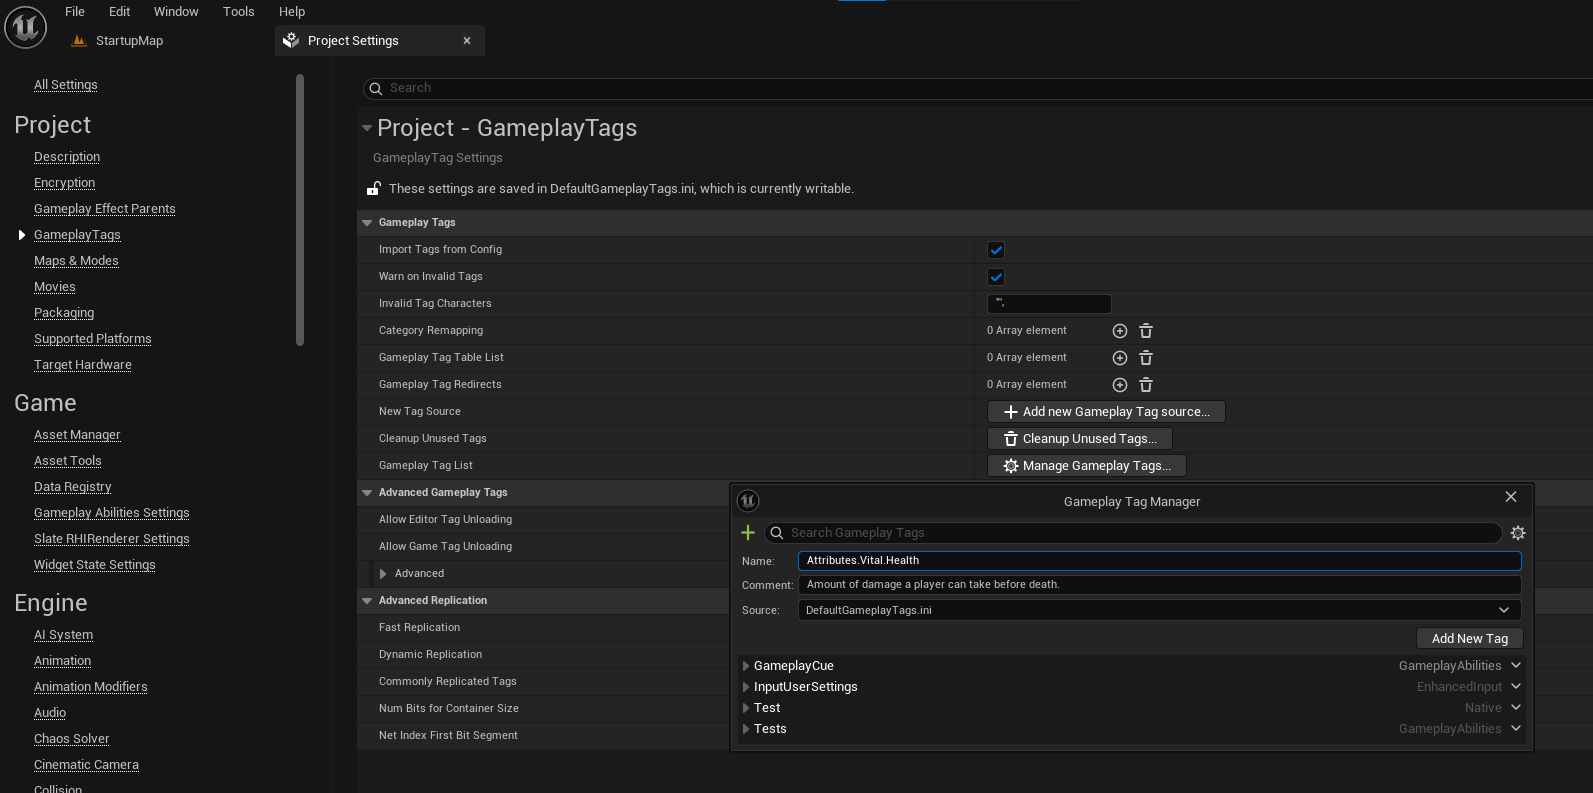 File Edit Window Tools Help
StartupMap
Project Settings
All Settings
Project
Description
Encryption
Gameplay Effect Parents
GameplayTags
Maps & Modes
Movies
Packaging
Supported Platforms
Target Hardware
Game
Asset Manager
Asset Tools
Data Registry
Gameplay Abilities Settings
Slate RHIRenderer Settings
Widget State Settings
Engine
AI System
Animation
Animation Modifiers
Audio
Chaos Solver
Cinematic Camera
Collision
Search
Project - GameplayTags
GameplayTag Settings
These settings are saved in DefaultGameplayTags.ini, which is currently writable.
Gameplay Tags
Import Tags from Config
Warn on Invalid Tags
Invalid Tag Characters "',
Category Remapping 0 Array element
Gameplay Tag Table List 0 Array element
Gameplay Tag Redirects 0 Array element
New Tag Source Add new Gameplay Tag source...
Cleanup Unused Tags Cleanup Unused Tags...
Gameplay Tag List Manage Gameplay Tags...
Advanced Gameplay Tags
Allow Editor Tag Unloading
Allow Game Tag Unloading
Advanced
Advanced Replication
Fast Replication
Dynamic Replication
Commonly Replicated Tags
Num Bits for Container Size
Net Index First Bit Segment
Gameplay Tag Manager
Search Gameplay Tags
Name: Attributes.Vital.Health
Comment: Amount of damage a player can take before death.
Source: DefaultGameplayTags.ini
Add New Tag
GameplayCue GameplayAbilities
InputUserSettings EnhancedInput
Test Native
Tests GameplayAbilities